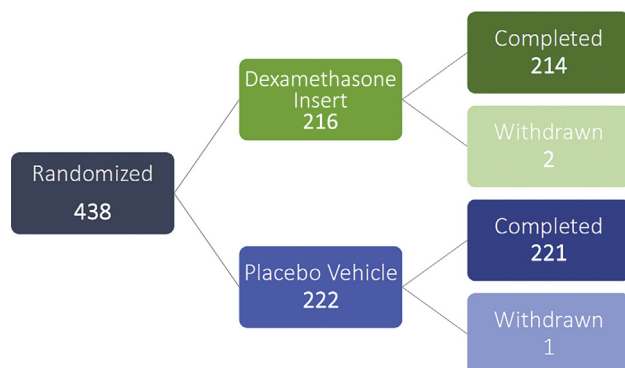 Randomized
438
Dexamethasone
Insert
216
Completed
214
Withdrawn
2
Placebo Vehicle
222
Completed
221
Withdrawn
1